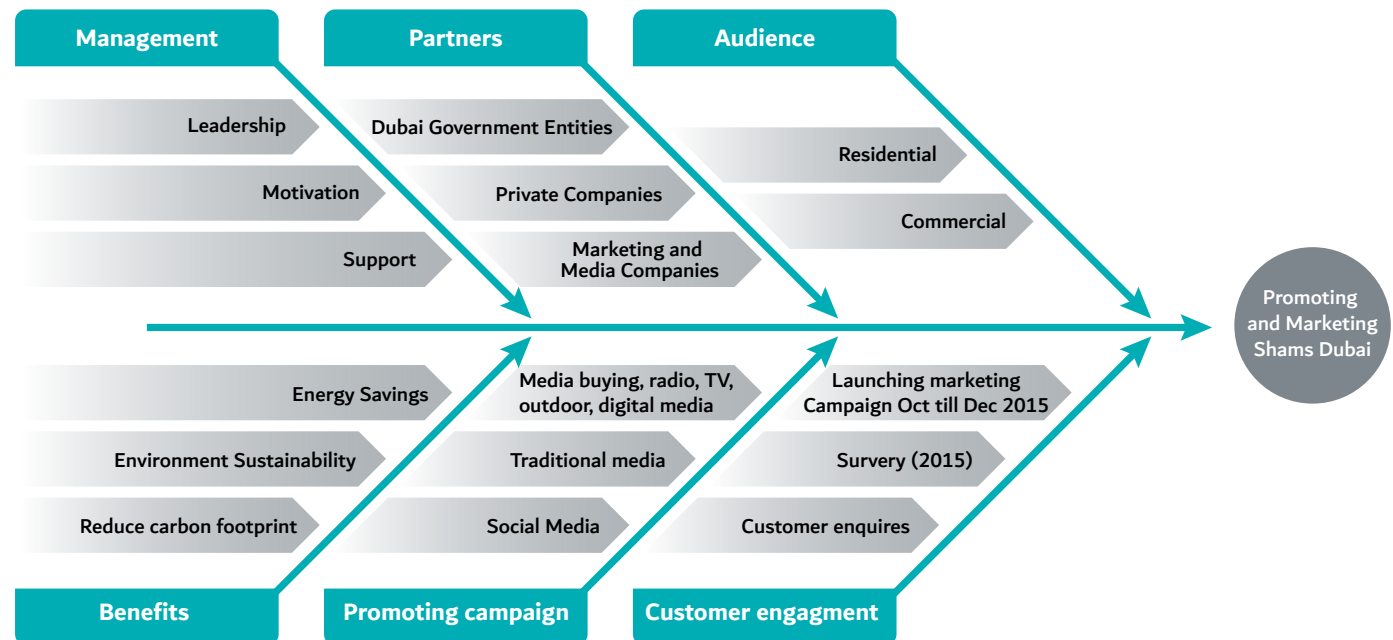 Management
Partners
Audience
Leadership
Motivation
Support
Dubai Government Entities
Private Companies
Marketing and
Media Companies
Residential
Commercial
Promoting
and Marketing
Shams Dubai
Energy Savings
Environment Sustainability
Reduce carbon footprint
Media buying, radio, TV,
outdoor, digital media
Traditional media
Social Media
Launching marketing
Campaign Oct till Dec 2015
Survery (2015)
Customer enquires
Benefits
Promoting campaign
Customer engagment